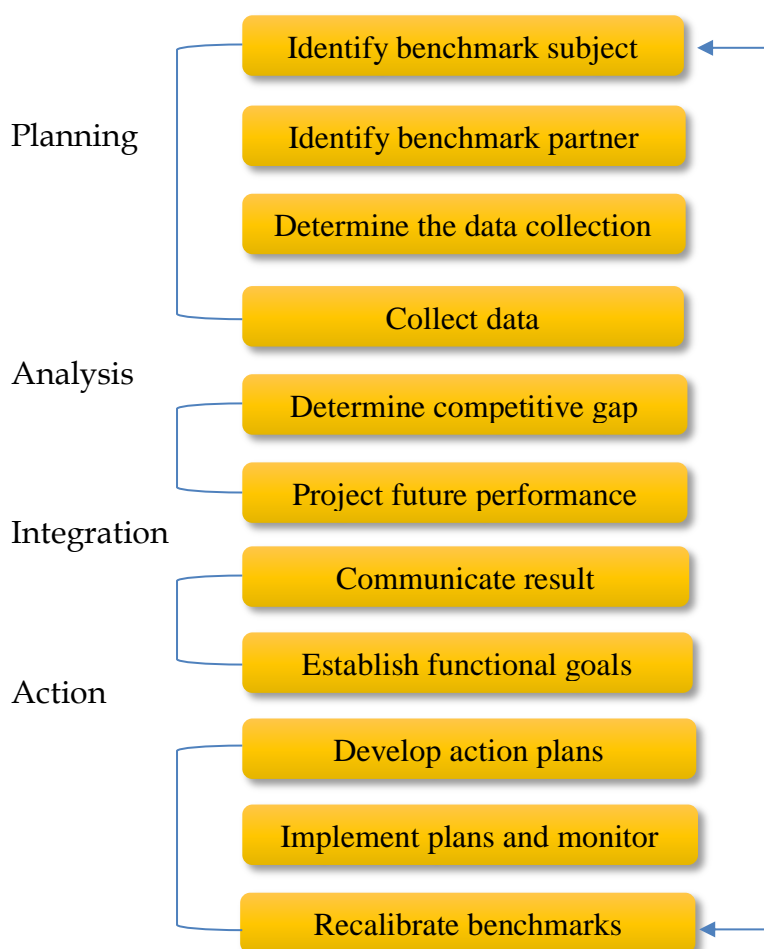 Identify benchmark subject
Planning
Identify benchmark partner
Determine the data collection
Collect data
Analysis
Determine competitive gap
Project future performance
Integration
Communicate result
Establish functional goals
Action
Develop action plans
Implement plans and monitor
Recalibrate benchmarks